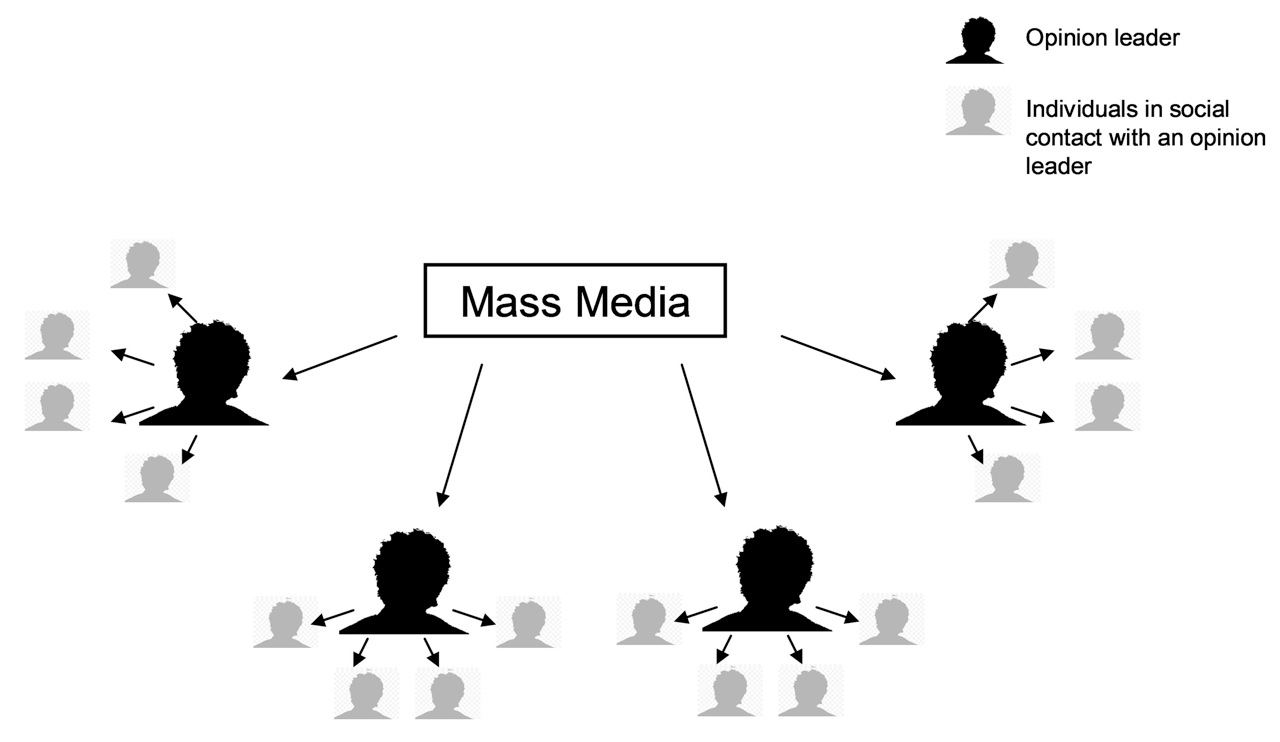 Opinion leader
Individuals in social
contact with an opinion
leader
Mass Media